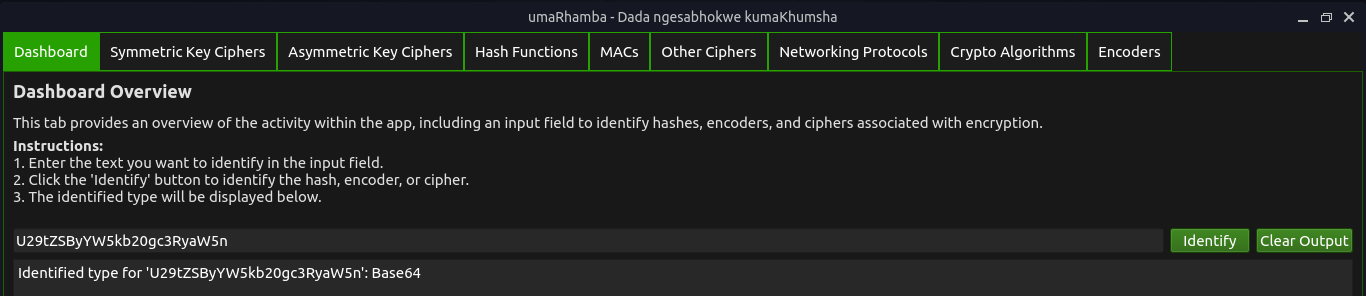 umaRhamba - Dada ngesabhokwe kumaKhumsha
Dashboard Symmetric Key Ciphers Asymmetric Key Ciphers Hash Functions MACs Other Ciphers Networking Protocols Crypto Algorithms Encoders
Dashboard Overview
This tab provides an overview of the activity within the app, including an input field to identify hashes, encoders, and ciphers associated with encryption.
Instructions:
1. Enter the text you want to identify in the input field.
2. Click the 'Identify' button to identify the hash, encoder, or cipher.
3. The identified type will be displayed below.
U29tZSByYW5kb20gc3RyaW5n Identify Clear Output
Identified type for 'U29tZSByYW5kb20gc3RyaW5n': Base64